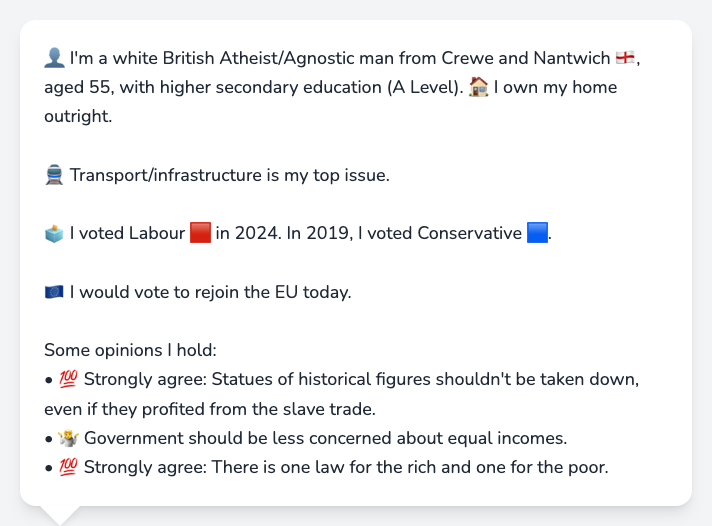 👤 I'm a white British Atheist/Agnostic man from Crewe and Nantwich 🏴󠁧󠁢󠁥󠁮󠁧󠁿,
aged 55, with higher secondary education (A Level). 🏠 I own my home
outright.
🚆 Transport/infrastructure is my top issue.
🗳️ I voted Labour 🟥 in 2024. In 2019, I voted Conservative 🟦.
🇪🇺 I would vote to rejoin the EU today.
Some opinions I hold:
• 💯 Strongly agree: Statues of historical figures shouldn't be taken down,
even if they profited from the slave trade.
• 🤷 Government should be less concerned about equal incomes.
• 💯 Strongly agree: There is one law for the rich and one for the poor.